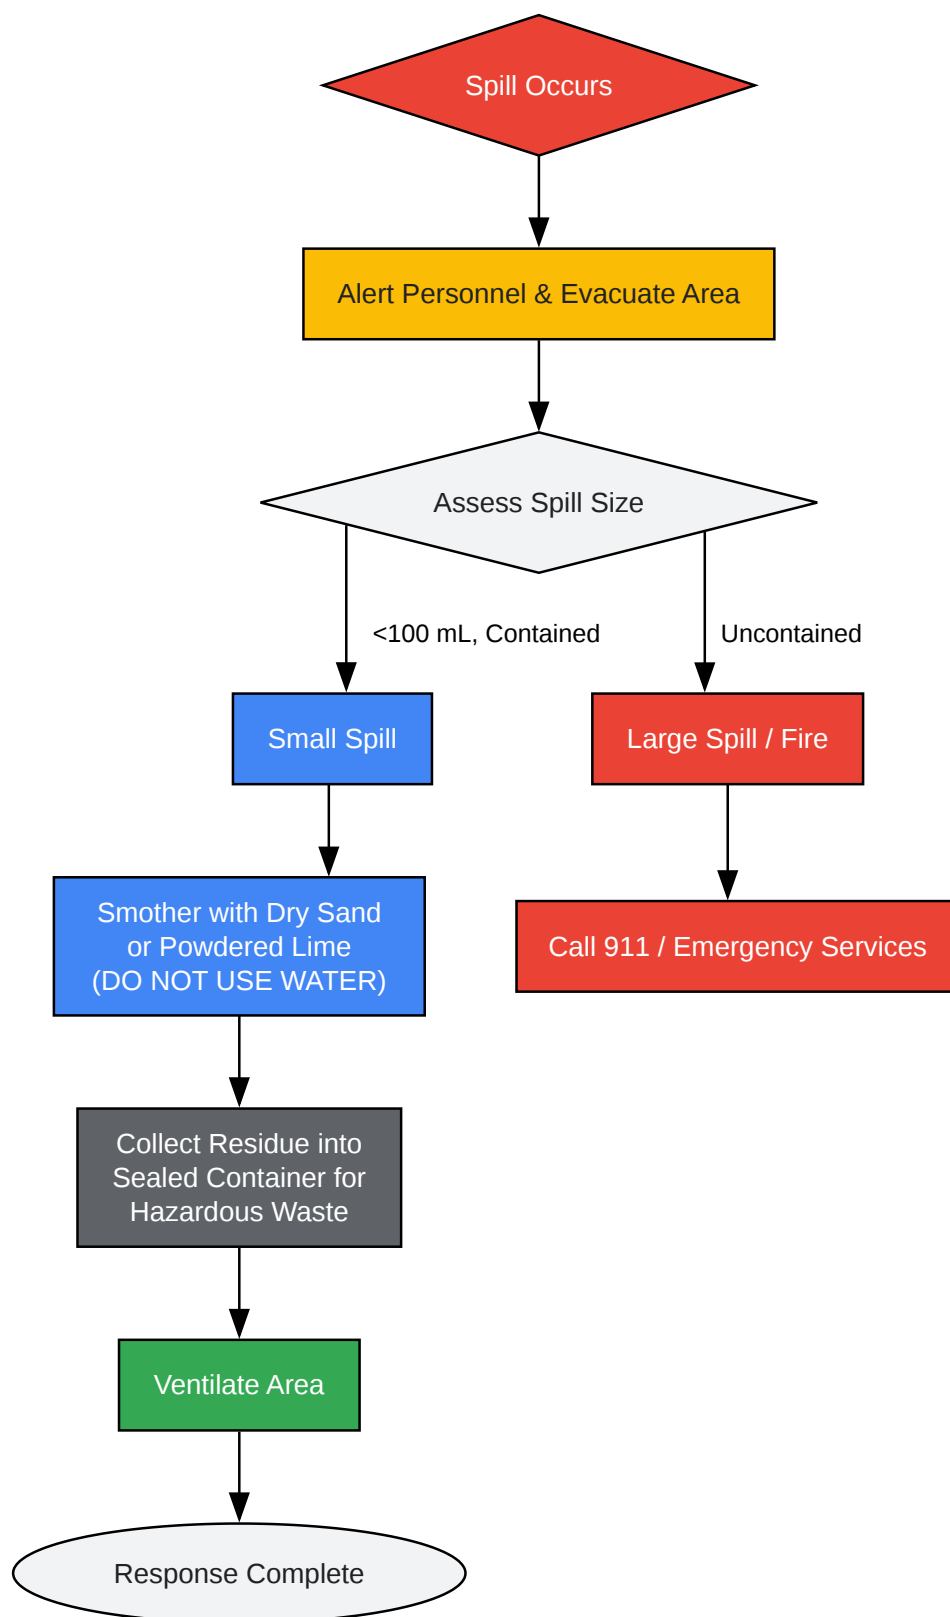 Spill Occurs
Alert Personnel & Evacuate Area
Assess Spill Size
<100 mL, Contained
Uncontained
Small Spill
Large Spill / Fire
Smother with Dry Sand
or Powdered Lime
(DO NOT USE WATER)
Call 911 / Emergency Services
Collect Residue into
Sealed Container for
Hazardous Waste
Ventilate Area
Response Complete